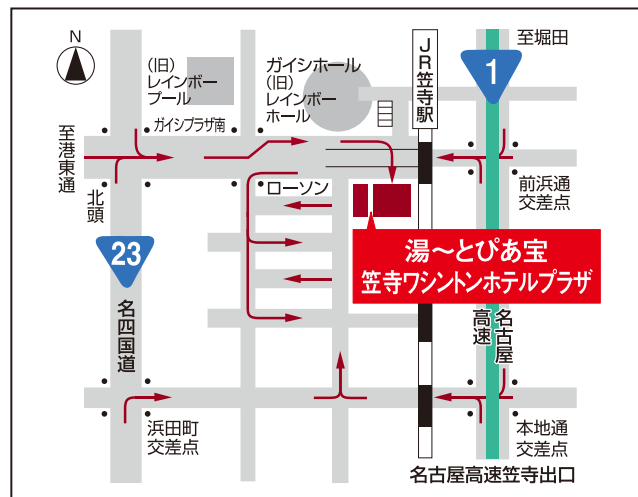 N
(旧)
レインボー
プール
ガイシホール
(旧)
レインボー
ホール
JR笠寺駅
至堀田
1
ガイシプラザ南
至港東通
北頭
ローソン
前浜通
交差点
23
名四国道
湯〜とぴあ宝
笠寺ワシントンホテルプラザ
名古屋
高速
浜田町
交差点
本地通
交差点
名古屋高速笠寺出口